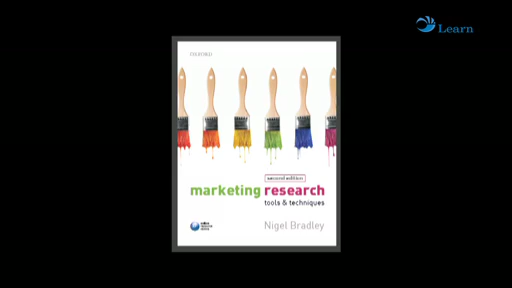 Learn
OXFORD
second edition
marketing research
tools & techniques
Nigel Bradley